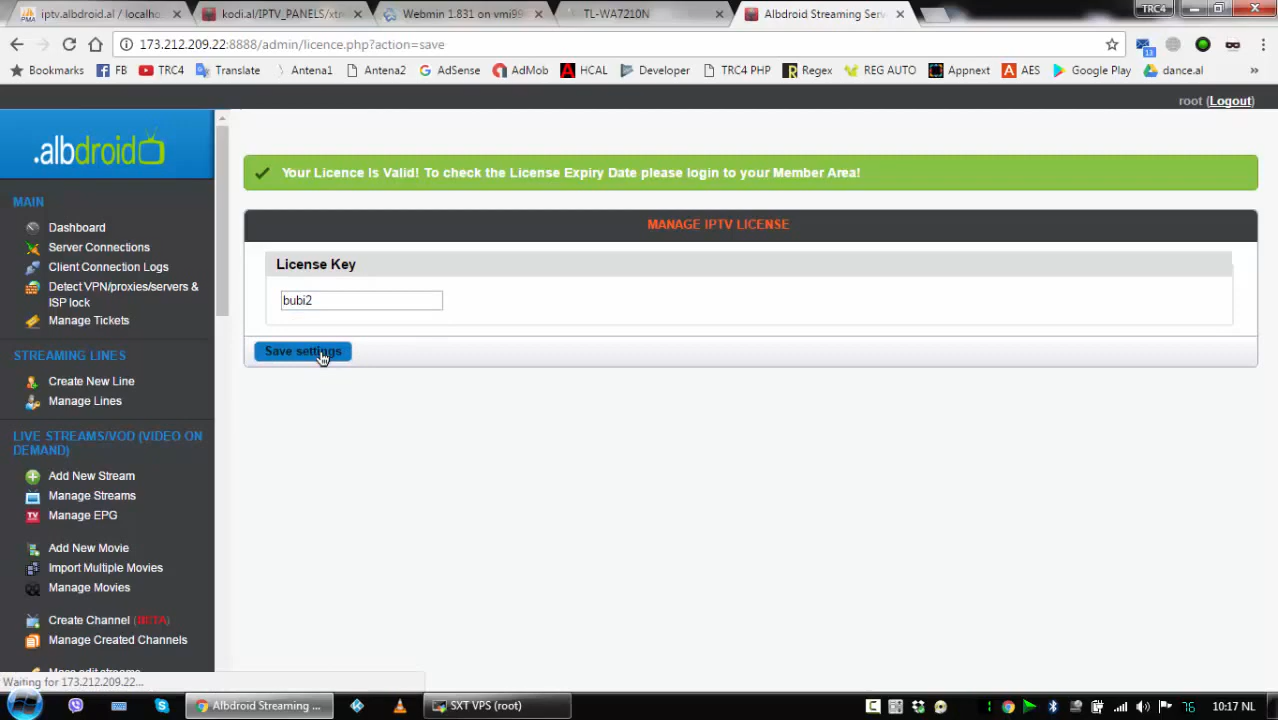 iptv.albdroid.al / localho
kodi.al/IPTV_PANELS/xtre
Webmin 1.831 on vmi99
TL-WA7210N
Albdroid Streaming Serv
TRC4
173.212.209.22:8888/admin/licence.php?action=save
13
Bookmarks
FB
TRC4
Translate
Antena1
Antena2
AdSense
AdMob
HCAL
Developer
TRC4 PHP
Regex
REG AUTO
Appnext
AES
Google Play
dance.al
»
root (Logout)
.albdroid
Your Licence Is Valid! To check the License Expiry Date please login to your Member Area!
MANAGE IPTV LICENSE
License Key
bubi2
Save settings
MAIN
Dashboard
Server Connections
Client Connection Logs
Detect VPN/proxies/servers &
ISP lock
Manage Tickets
STREAMING LINES
Create New Line
Manage Lines
LIVE STREAMS/VOD (VIDEO ON
DEMAND)
Add New Stream
Manage Streams
Manage EPG
Add New Movie
Import Multiple Movies
Manage Movies
Create Channel (BETA)
Manage Created Channels
Mass edit streams
Waiting for 173.212.209.22...
Albdroid Streaming ...
SXT VPS (root)
76
10:17 NL